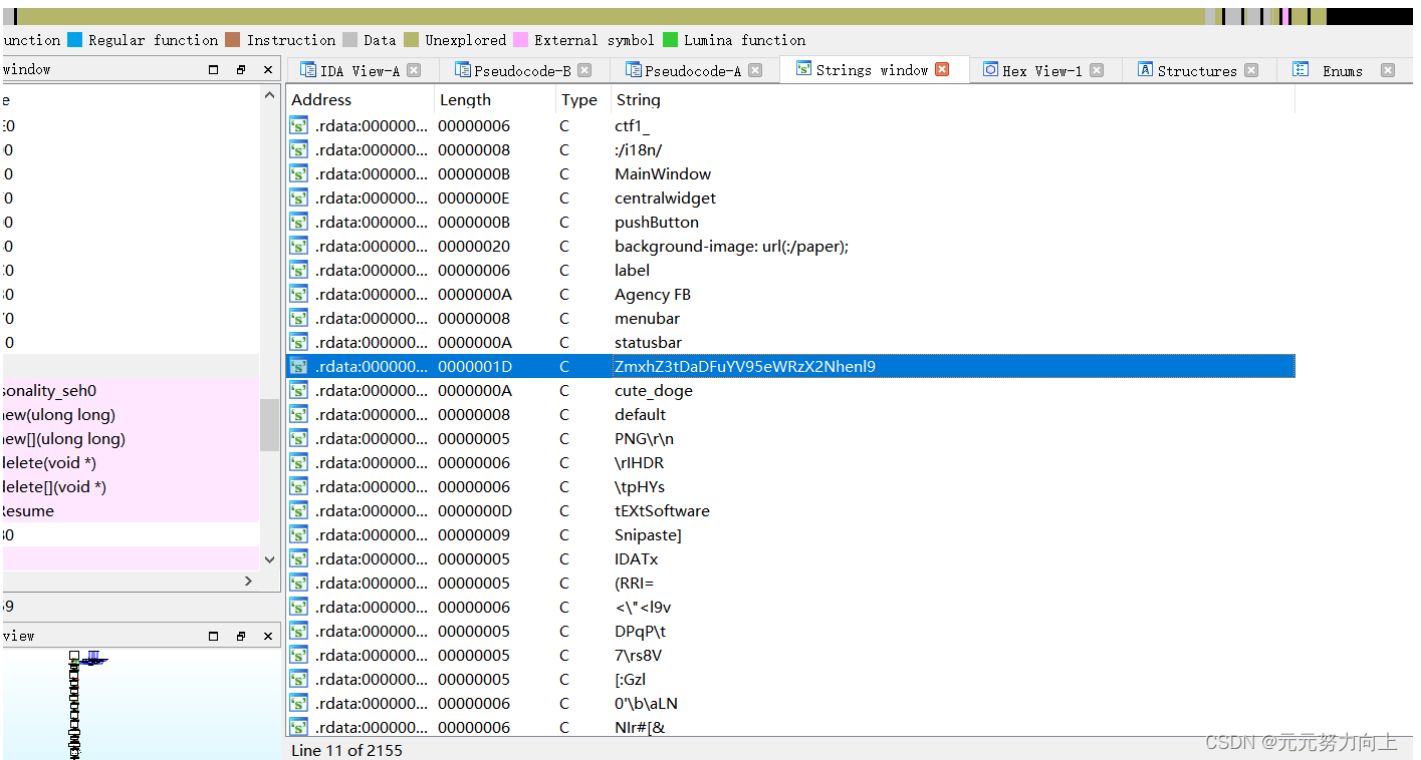 unction Regular function Instruction Data Unexplored External symbol Lumina function
window
IDA View-A Pseudocode-B Pseudocode-A Strings window Hex View-1 Structures Enums
Address Length Type String
.rdata:000000... 00000006 C ctf1_
.rdata:000000... 00000008 C :/i18n/
.rdata:000000... 0000000B C MainWindow
.rdata:000000... 0000000E C centralwidget
.rdata:000000... 0000000B C pushButton
.rdata:000000... 00000020 C background-image: url(:/paper);
.rdata:000000... 00000006 C label
.rdata:000000... 0000000A C Agency FB
.rdata:000000... 00000008 C menubar
.rdata:000000... 0000000A C statusbar
.rdata:000000... 0000001D C ZmxhZ3tDaDFuYV95eWRzX2Nhenl9
sonality_seh0 .rdata:000000... 0000000A C cute_doge
new(ulong long) .rdata:000000... 00000008 C default
new[](ulong long) .rdata:000000... 00000005 C PNG\r\n
delete(void *) .rdata:000000... 00000006 C \rIHDR
delete[](void *) .rdata:000000... 00000006 C \tpHYs
Resume .rdata:000000... 0000000D C tEXtSoftware
.rdata:000000... 00000009 C Snipaste]
.rdata:000000... 00000005 C IDATx
.rdata:000000... 00000005 C (RRI=
.rdata:000000... 00000006 C <\"<l9v
view .rdata:000000... 00000005 C DPqP\t
.rdata:000000... 00000005 C 7\rs8V
.rdata:000000... 00000005 C [:Gzl
.rdata:000000... 00000006 C 0'\b\aLN
.rdata:000000... 00000006 C NIr#[&
Line 11 of 2155
CSDN @元元努力向上